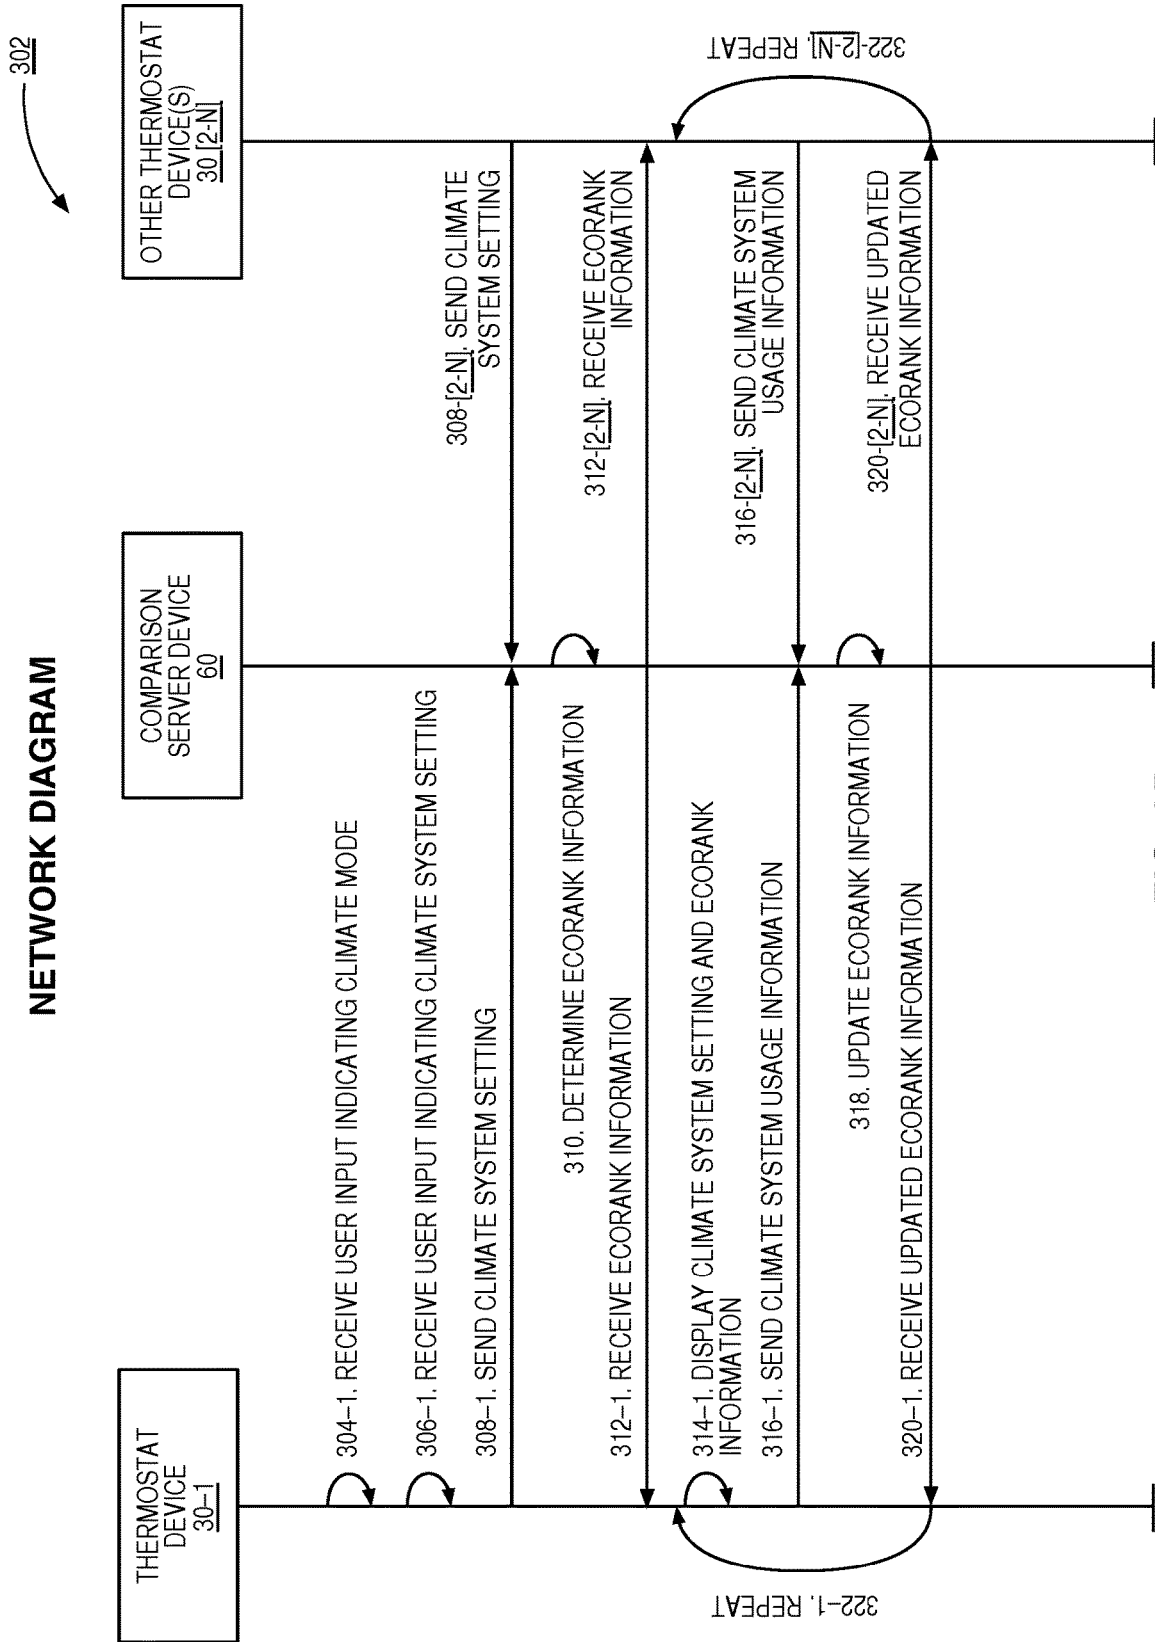 NETWORK DIAGRAM
302
THERMOSTAT
DEVICE
30–1
COMPARISON
SERVER DEVICE
60
OTHER THERMOSTAT
DEVICE(S)
30 [2-N]
304–1. RECEIVE USER INPUT INDICATING CLIMATE MODE
306–1. RECEIVE USER INPUT INDICATING CLIMATE SYSTEM SETTING
308–1. SEND CLIMATE SYSTEM SETTING
308-[2-N]. SEND CLIMATE
SYSTEM SETTING
310. DETERMINE ECORANK INFORMATION
312–1. RECEIVE ECORANK INFORMATION
312-[2-N]. RECEIVE ECORANK
INFORMATION
314–1. DISPLAY CLIMATE SYSTEM SETTING AND ECORANK
INFORMATION
316–1. SEND CLIMATE SYSTEM USAGE INFORMATION
316-[2-N]. SEND CLIMATE SYSTEM
USAGE INFORMATION
318. UPDATE ECORANK INFORMATION
320–1. RECEIVE UPDATED ECORANK INFORMATION
320-[2-N]. RECEIVE UPDATED
ECORANK INFORMATION
322–1. REPEAT
322-[2-N]. REPEAT